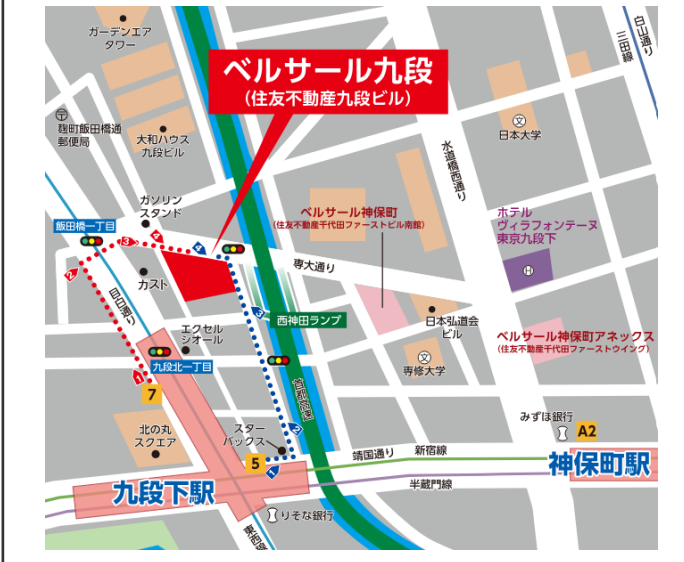 ガーデンエア
タワー
白山通り
三田線
ベルサール九段
(住友不動産九段ビル)
麹町飯田橋通
郵便局
大和ハウス
九段ビル
文
日本大学
水道橋西通り
ガソリン
スタンド
飯田橋一丁目
ベルサール神保町
(住友不動産千代田ファーストビル南館)
ホテル
ヴィラフォンテーヌ
東京九段下
H
3
4
4
2
専大通り
カスト
目白通り
3
西神田ランプ
日本弘道会
ビル
エクセル
シオール
ベルサール神保町アネックス
(住友不動産千代田ファーストウイング)
九段北一丁目
文
専修大学
1
7
首都高速
みずほ銀行
A2
北の丸
スクエア
スター
バックス
2
5
1
靖国通り
新宿線
神保町駅
九段下駅
半蔵門線
りそな銀行
東西線